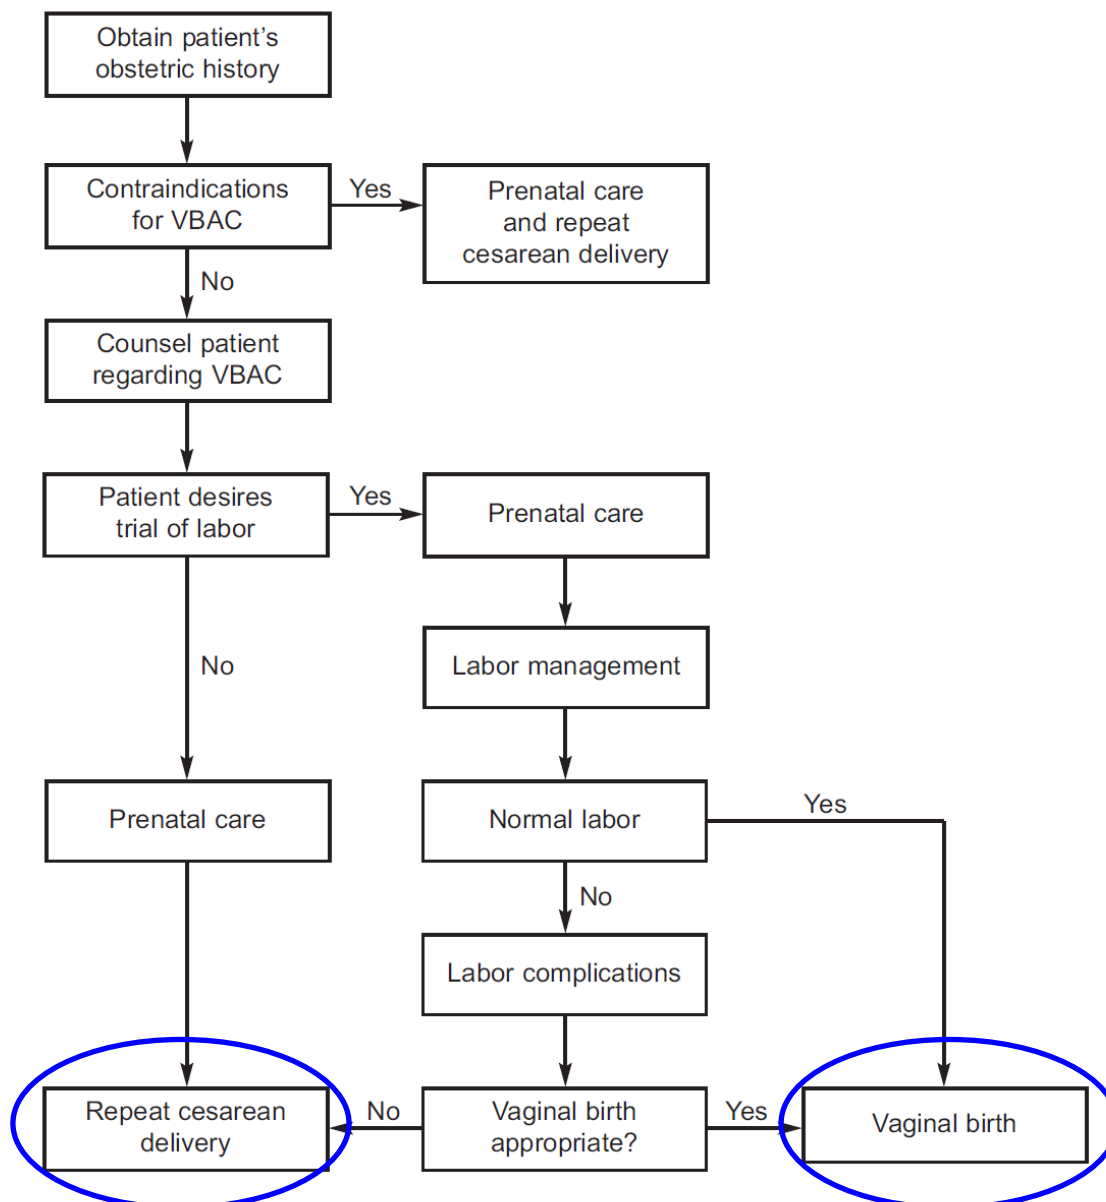 Obtain patient's
obstetric history
Contraindications
for VBAC
Yes
Prenatal care
and repeat
cesarean delivery
No
Counsel patient
regarding VBAC
Patient desires
trial of labor
Yes
Prenatal care
No
Labor management
Prenatal care
Normal labor
Yes
No
Labor complications
Repeat cesarean
delivery
No
Vaginal birth
appropriate?
Yes
Vaginal birth